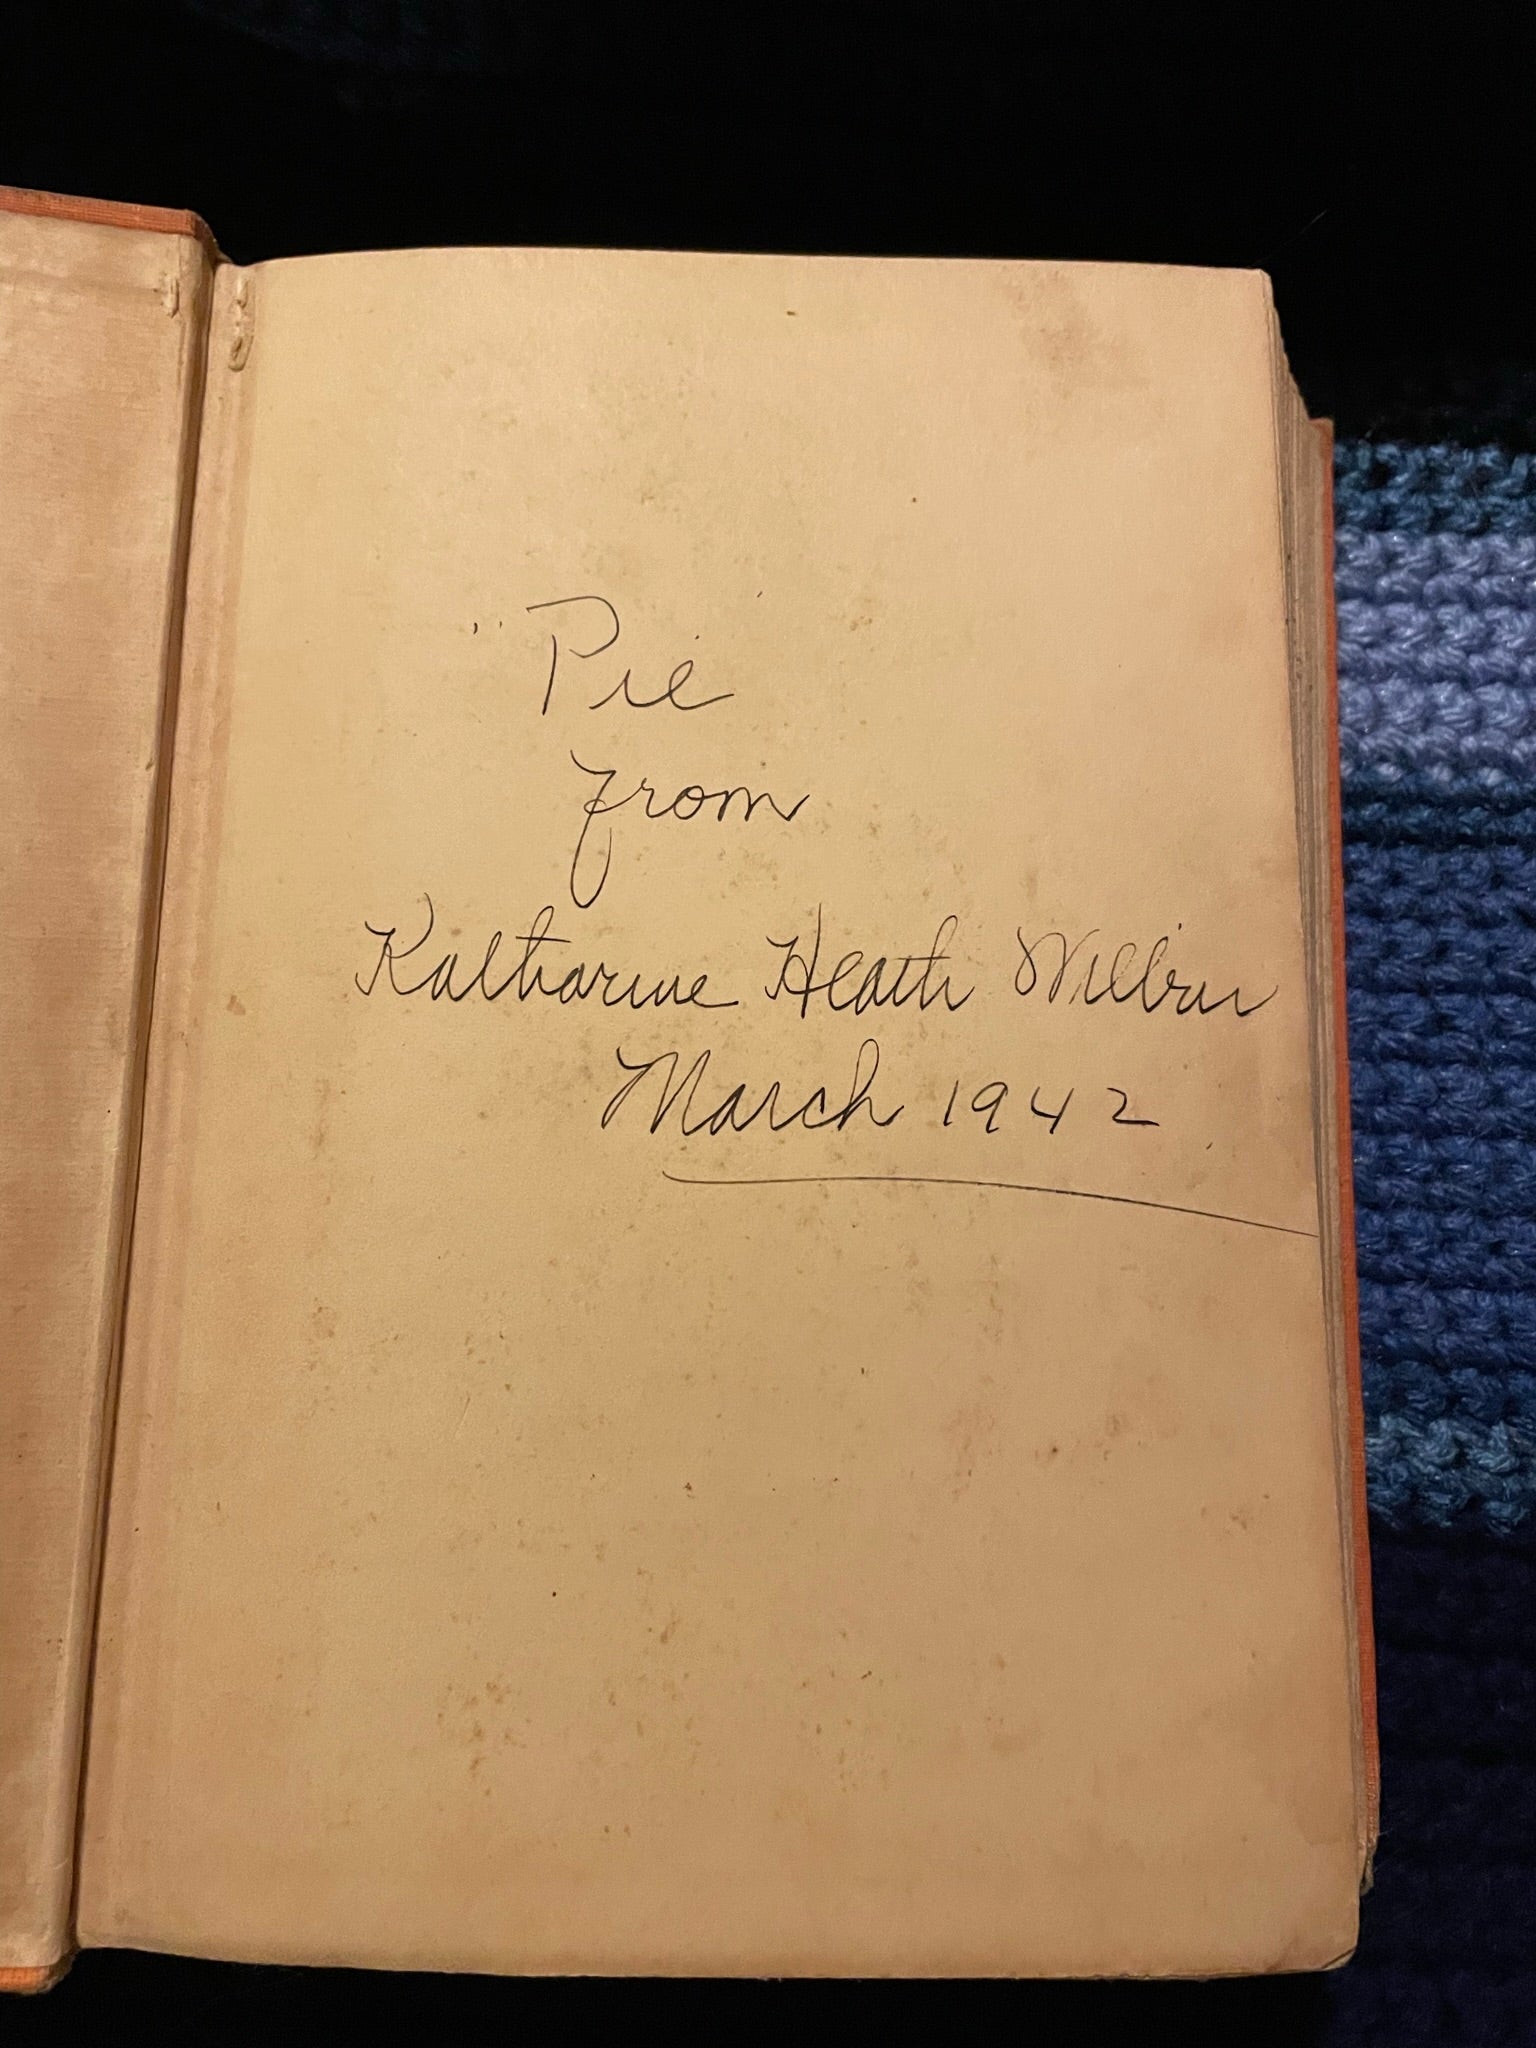 "Pie"
from
Katharine Heath Wilbur
March 1942